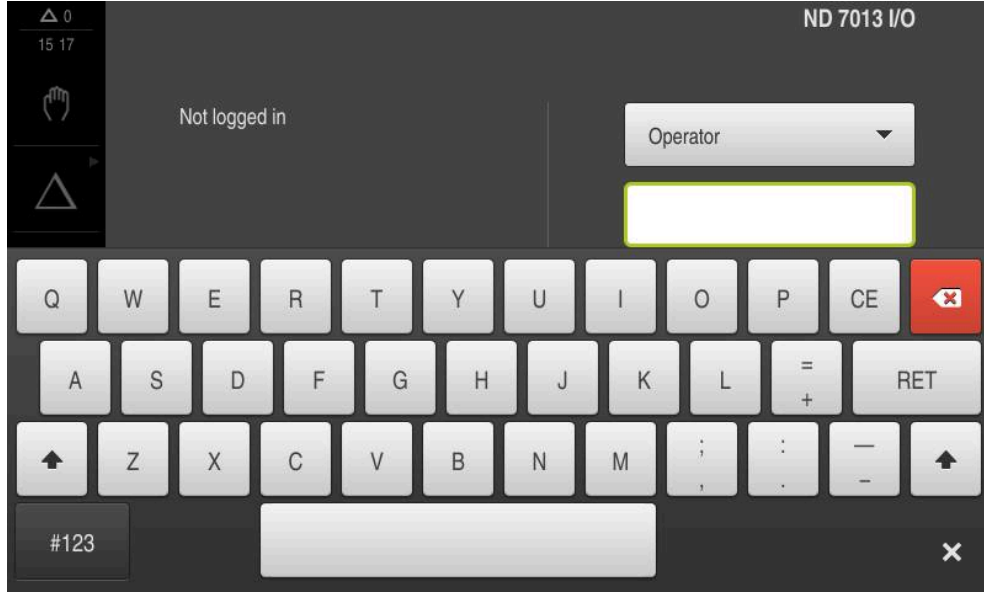 0
ND 7013 I/O
15 17
Not logged in
Operator
Q W E R T Y U I O P CE
A S D F G H J K L = + RET
Z X C V B N M ; , : . — –
#123